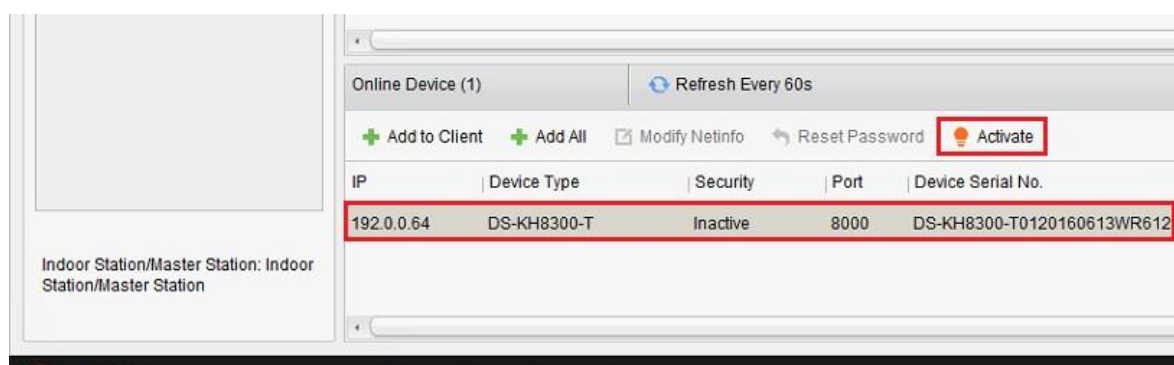 Online Device (1)
Refresh Every 60s
Add to Client
Add All
Modify Netinfo
Reset Password
Activate
IP
Device Type
Security
Port
Device Serial No.
192.0.0.64
DS-KH8300-T
Inactive
8000
DS-KH8300-T0120160613WR612
Indoor Station/Master Station: Indoor
Station/Master Station